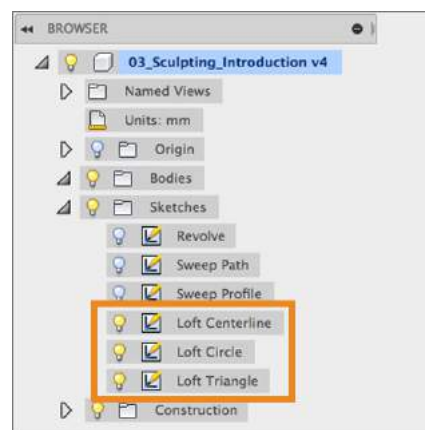 BROWSER
03_Sculpting_Introduction v4
Named Views
Units: mm
Origin
Bodies
Sketches
Revolve
Sweep Path
Sweep Profile
Loft Centerline
Loft Circle
Loft Triangle
Construction